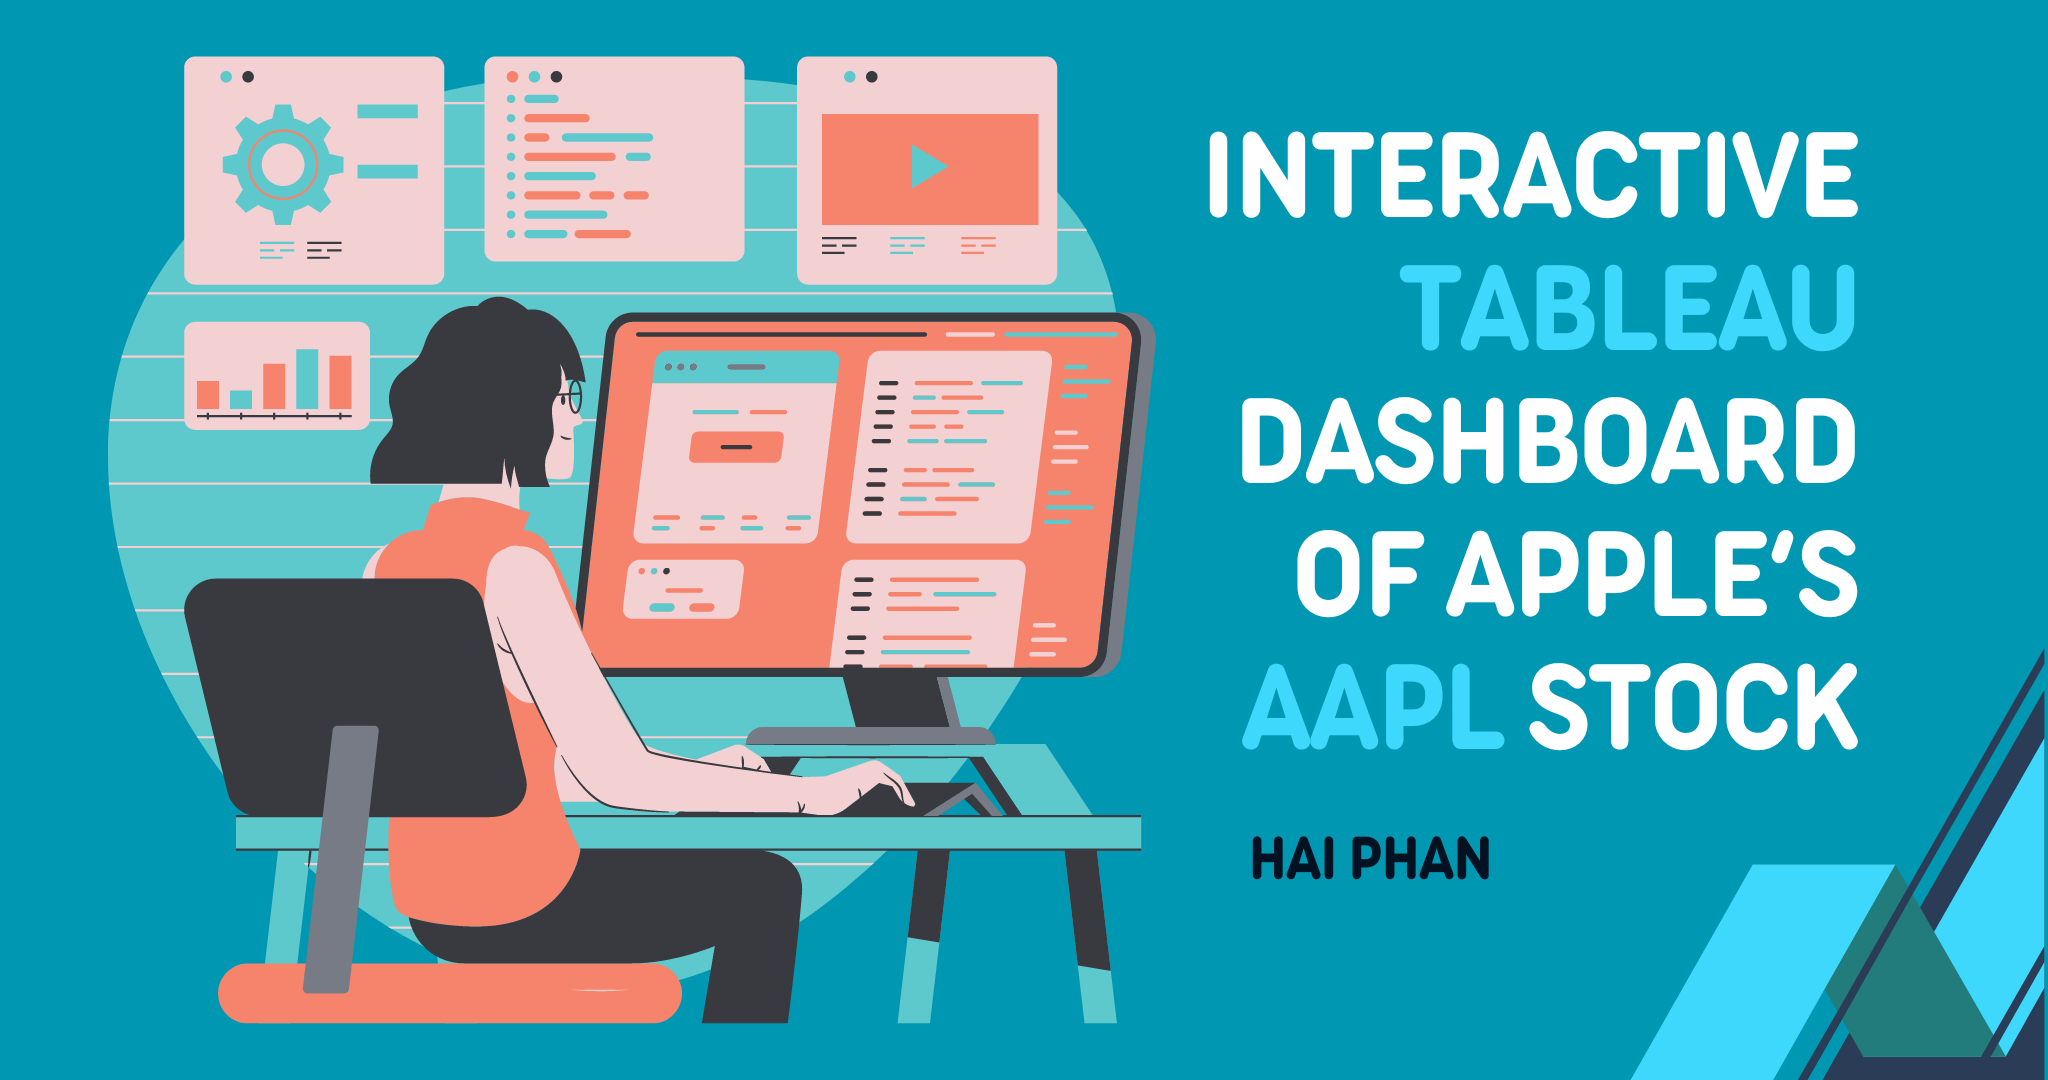 INTERACTIVE
TABLEAU
DASHBOARD
OF APPLE'S
AAPL STOCK
HAI PHAN